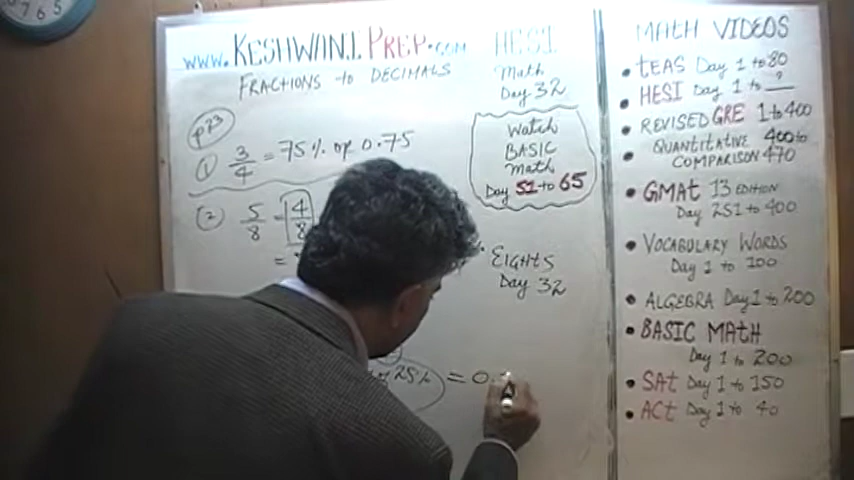 7 6 5
www.KESHWANIPREP.com
FRACTIONS to DECIMALS
p23
① 3/4 = 75% or 0.75
② 5/8 = 4/8
=
25%
= 0.
HESI
Math
Day 32
Watch
BASIC
Math
Day 51 to 65
EIGHTS
Day 32
MATH VIDEOS
• TEAS Day 1 to 80
• HESI Day 1 to ?
• REVISED GRE 1 to 400
• QUANTITATIVE 400 to
COMPARISON 470
• GMAT 13 EDITION
Day 251 to 400
• VOCABULARY WORDS
Day 1 to 100
• ALGEBRA Day 1 to 200
• BASIC MATH
Day 1 to 200
• SAT Day 1 to 150
• ACT Day 1 to 40